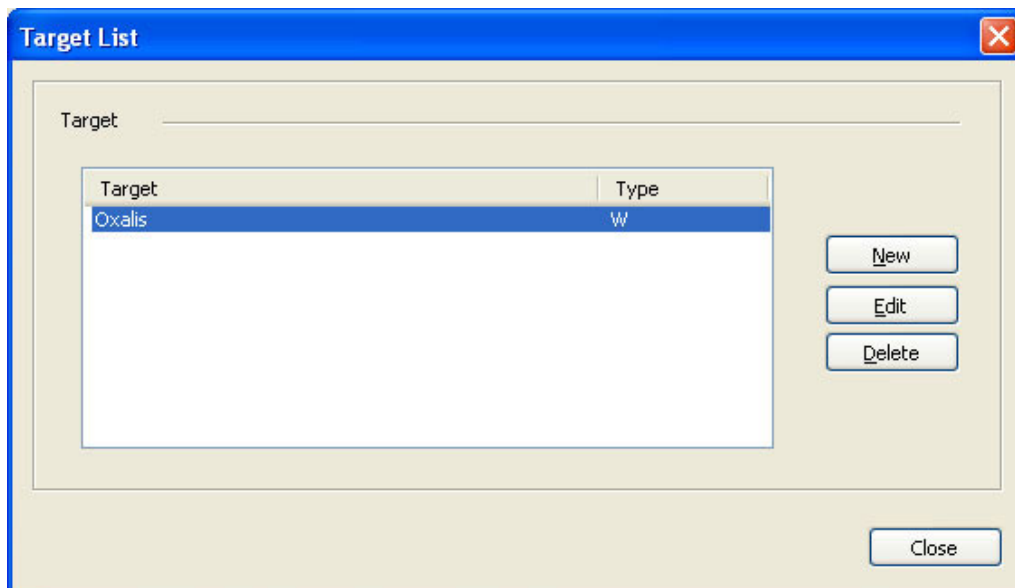 Target List
Target
Target Type
Oxalis W
New
Edit
Delete
Close